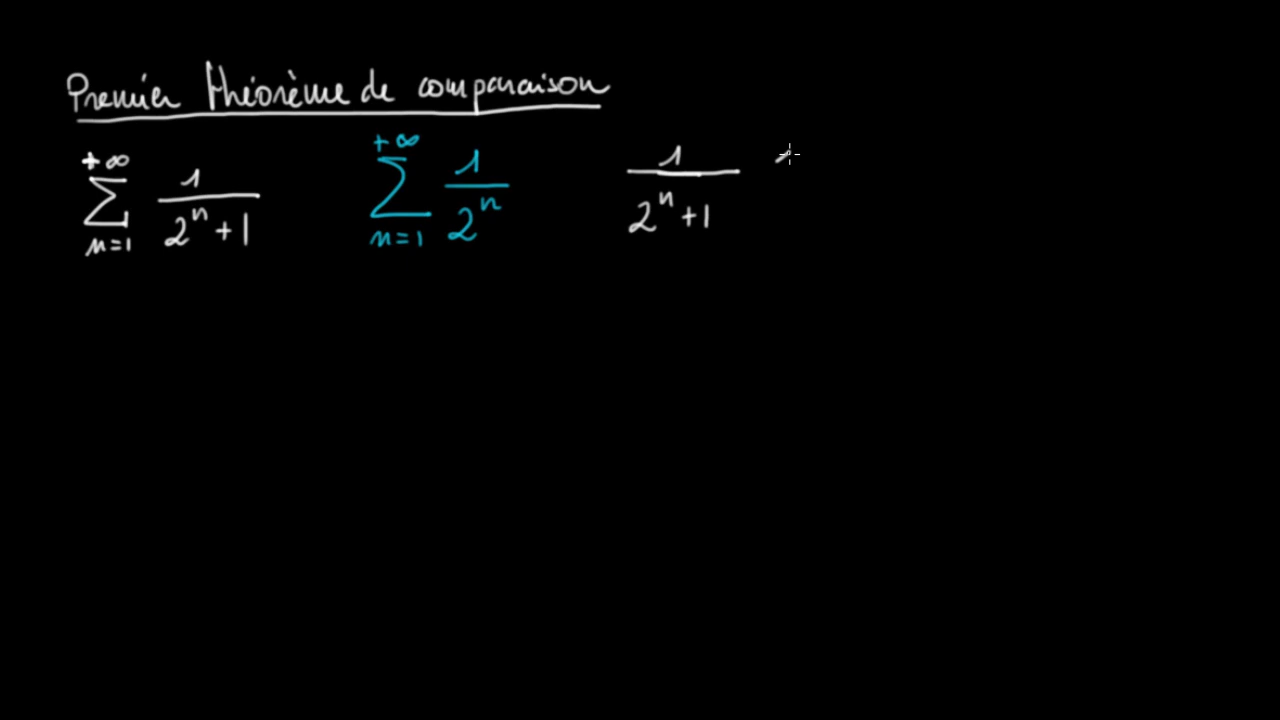 Premier théorème de comparaison
+∞ +∞
∑ 1/(2^n+1) ∑ 1/2^n 1/(2^n+1)
n=1 n=1